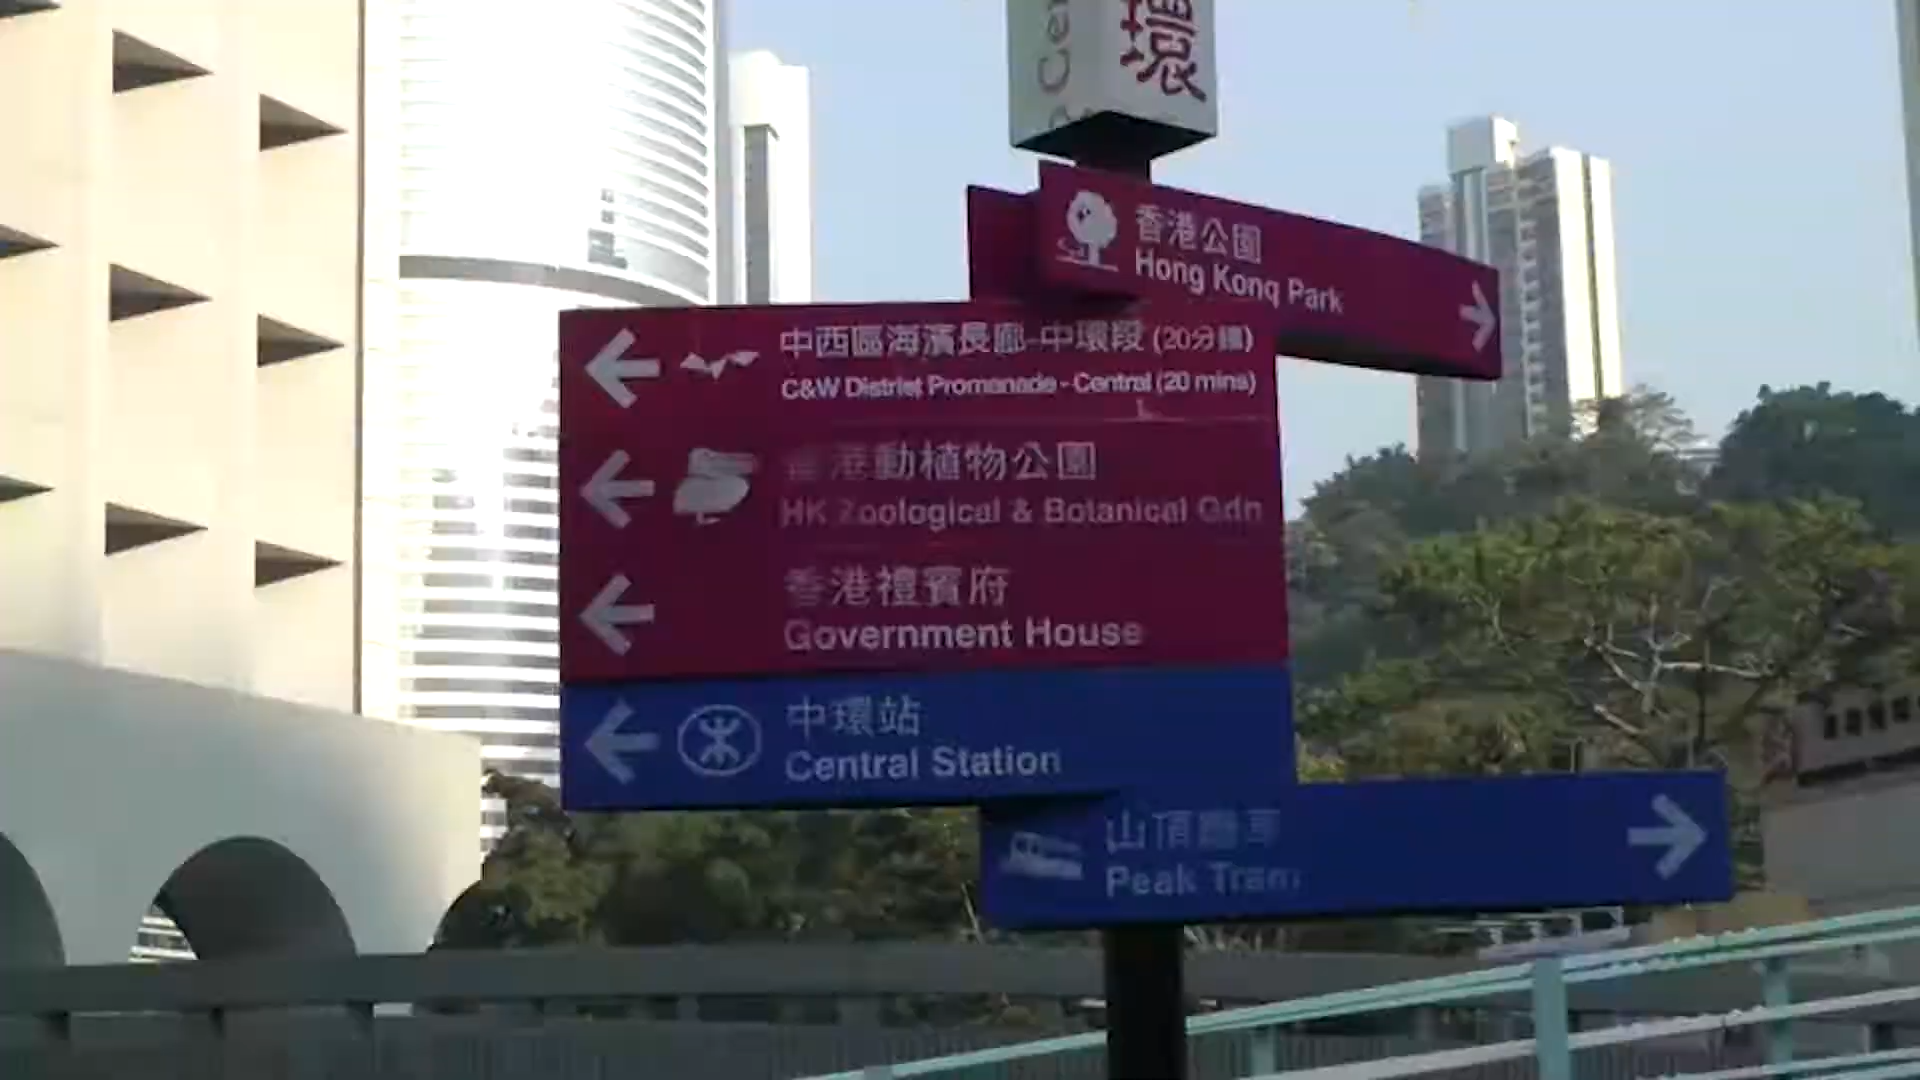 環
Cen
香港公園
Hong Kong Park
中西區海濱長廊-中環段 (20分鐘)
C&W District Promenade - Central (20 mins)
香港動植物公園
HK Zoological & Botanical Gdn
香港禮賓府
Government House
中環站
Central Station
山頂纜車
Peak Tram